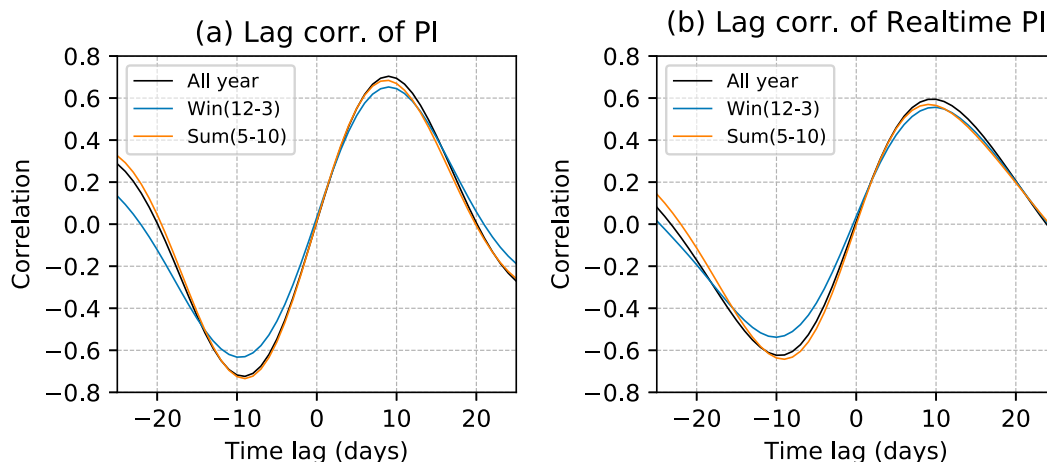 (a) Lag corr. of PI
0.8
0.6
0.4
0.2
0.0
−0.2
−0.4
−0.6
−0.8
Correlation
All year
Win(12-3)
Sum(5-10)
−20
−10
0
10
20
Time lag (days)
(b) Lag corr. of Realtime PI
0.8
0.6
0.4
0.2
0.0
−0.2
−0.4
−0.6
−0.8
Correlation
All year
Win(12-3)
Sum(5-10)
−20
−10
0
10
20
Time lag (days)